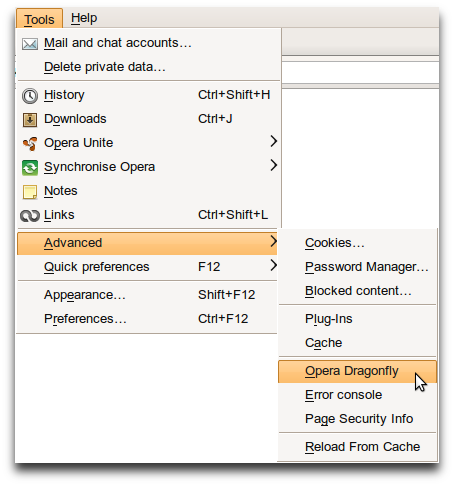 Tools Help
Mail and chat accounts...
Delete private data...
History Ctrl+Shift+H
Downloads Ctrl+J
Opera Unite
Synchronise Opera
Notes
Links Ctrl+Shift+L
Advanced
Quick preferences F12
Appearance... Shift+F12
Preferences... Ctrl+F12
Cookies...
Password Manager...
Blocked content...
Plug-Ins
Cache
Opera Dragonfly
Error console
Page Security Info
Reload From Cache